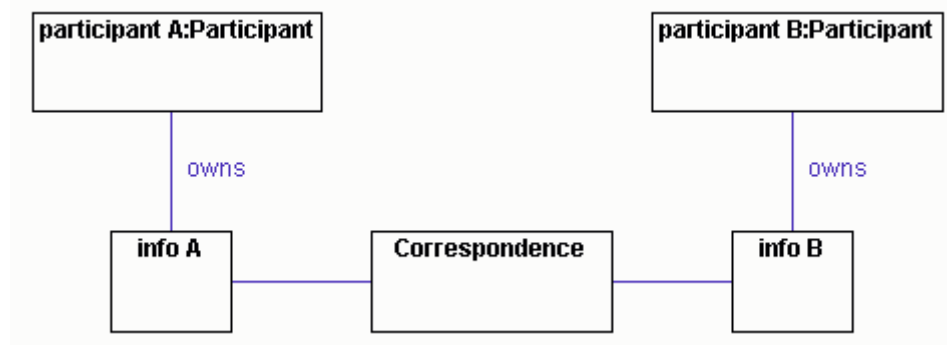 participant A:Participant
participant B:Participant
owns
owns
info A
Correspondence
info B